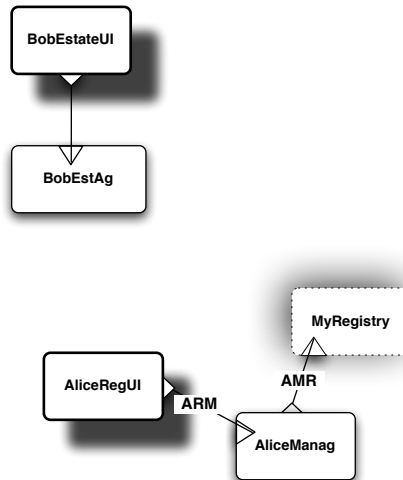 BobEstateUI
BobEstAg
MyRegistry
AliceRegUI
AMR
ARM
AliceManag